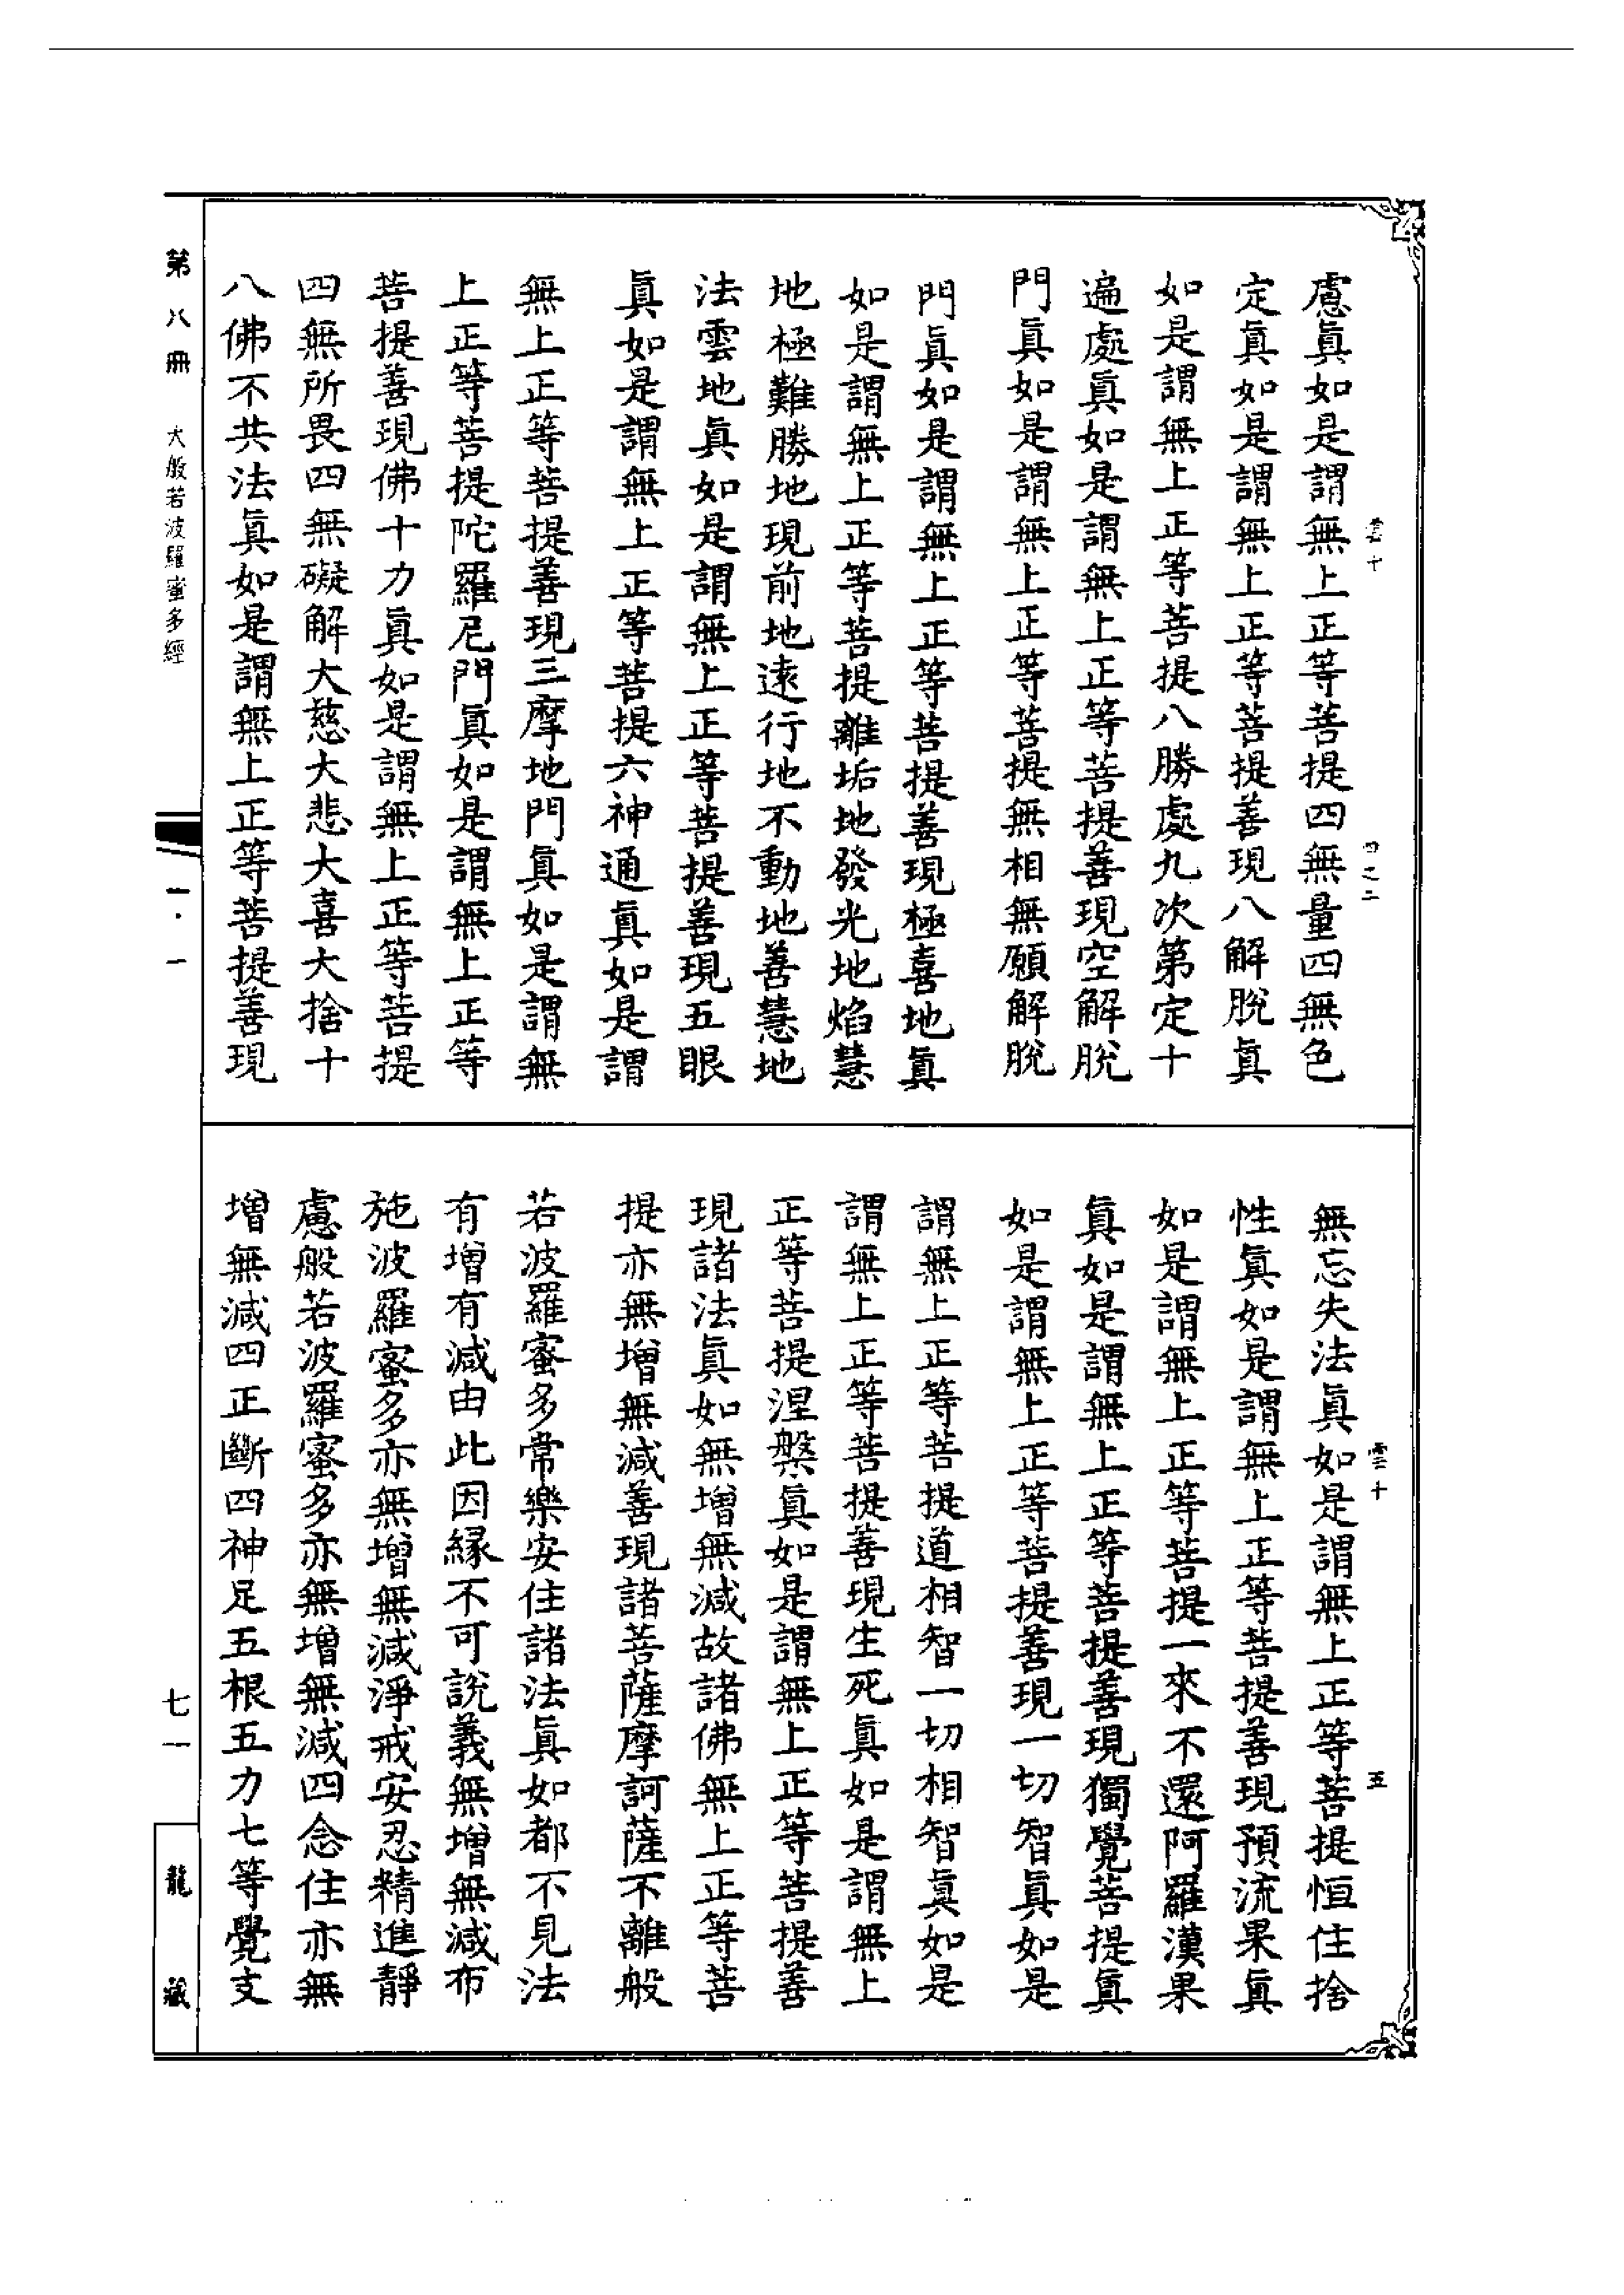 雲十
四之二
慮眞如是謂無上正等菩提四無量四無色
定眞如是謂無上正等菩提善現八解脫眞
如是謂無上正等菩提八勝處九次第定十
遍處眞如是謂無上正等菩提善現空解脫
門眞如是謂無上正等菩提無相無願解脫
門眞如是謂無上正等菩提善現極喜地眞
如是謂無上正等菩提離垢地發光地焰慧
地極難勝地現前地遠行地不動地善慧地
法雲地眞如是謂無上正等菩提善現五眼
眞如是謂無上正等菩提六神通眞如是謂
無上正等菩提善現三摩地門眞如是謂無
上正等菩提陀羅尼門眞如是謂無上正等
菩提善現佛十力眞如是謂無上正等菩提
四無所畏四無礙解大慈大悲大喜大捨十
八佛不共法眞如是謂無上正等菩提善現
雲十
五
無忘失法眞如是謂無上正等菩提恒住捨
性眞如是謂無上正等菩提善現預流果眞
如是謂無上正等菩提一來不還阿羅漢果
眞如是謂無上正等菩提善現獨覺菩提眞
如是謂無上正等菩提善現一切智眞如是
謂無上正等菩提道相智一切相智眞如是
謂無上正等菩提善現生死眞如是謂無上
正等菩提涅槃眞如是謂無上正等菩提善
現諸法眞如無增無減故諸佛無上正等菩
提亦無增無減善現諸菩薩摩訶薩不離般
若波羅蜜多常樂安住諸法眞如都不見法
有增有減由此因緣不可說義無增無減布
施波羅蜜多亦無增無減淨戒安忍精進靜
慮般若波羅蜜多亦無增無減四念住亦無
增無減四正斷四神足五根五力七等覺支
第八冊
大般若波羅蜜多經
一·一
七一
龍藏